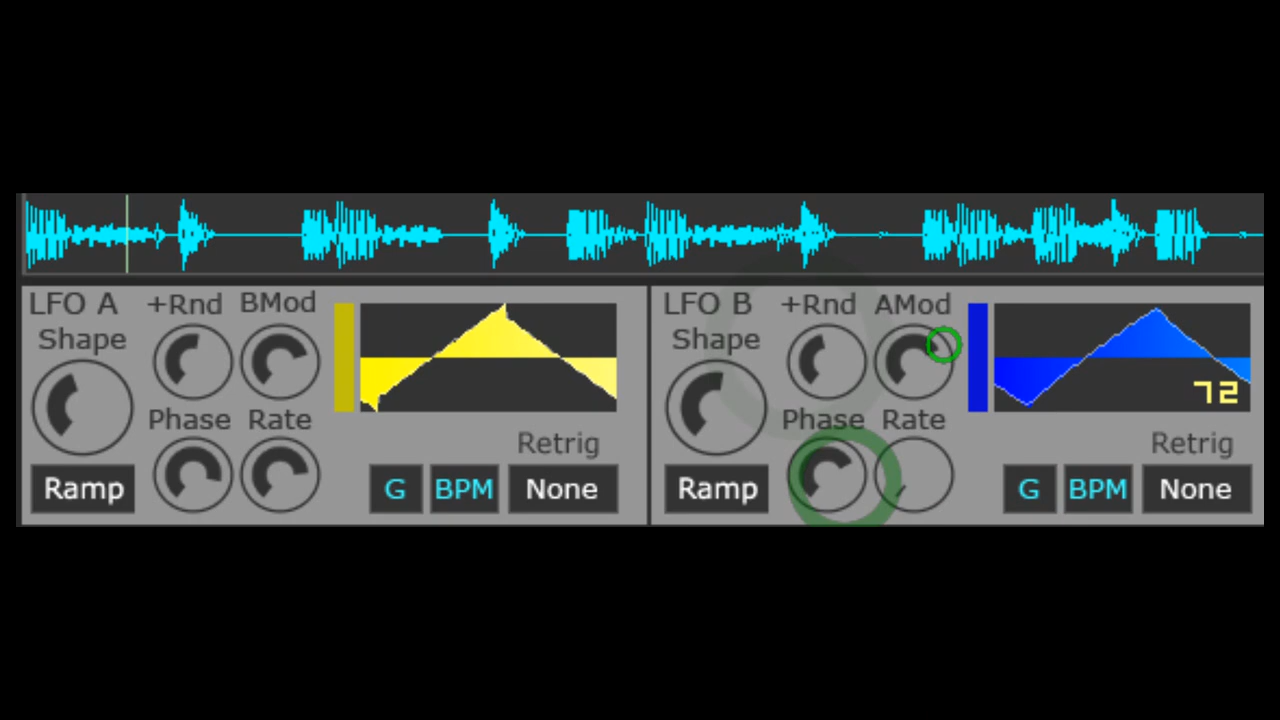 LFO A +Rnd BMod
Shape
Phase Rate
Retrig
Ramp G BPM None
LFO B +Rnd AMod
Shape
72
Phase Rate
Retrig
Ramp G BPM None